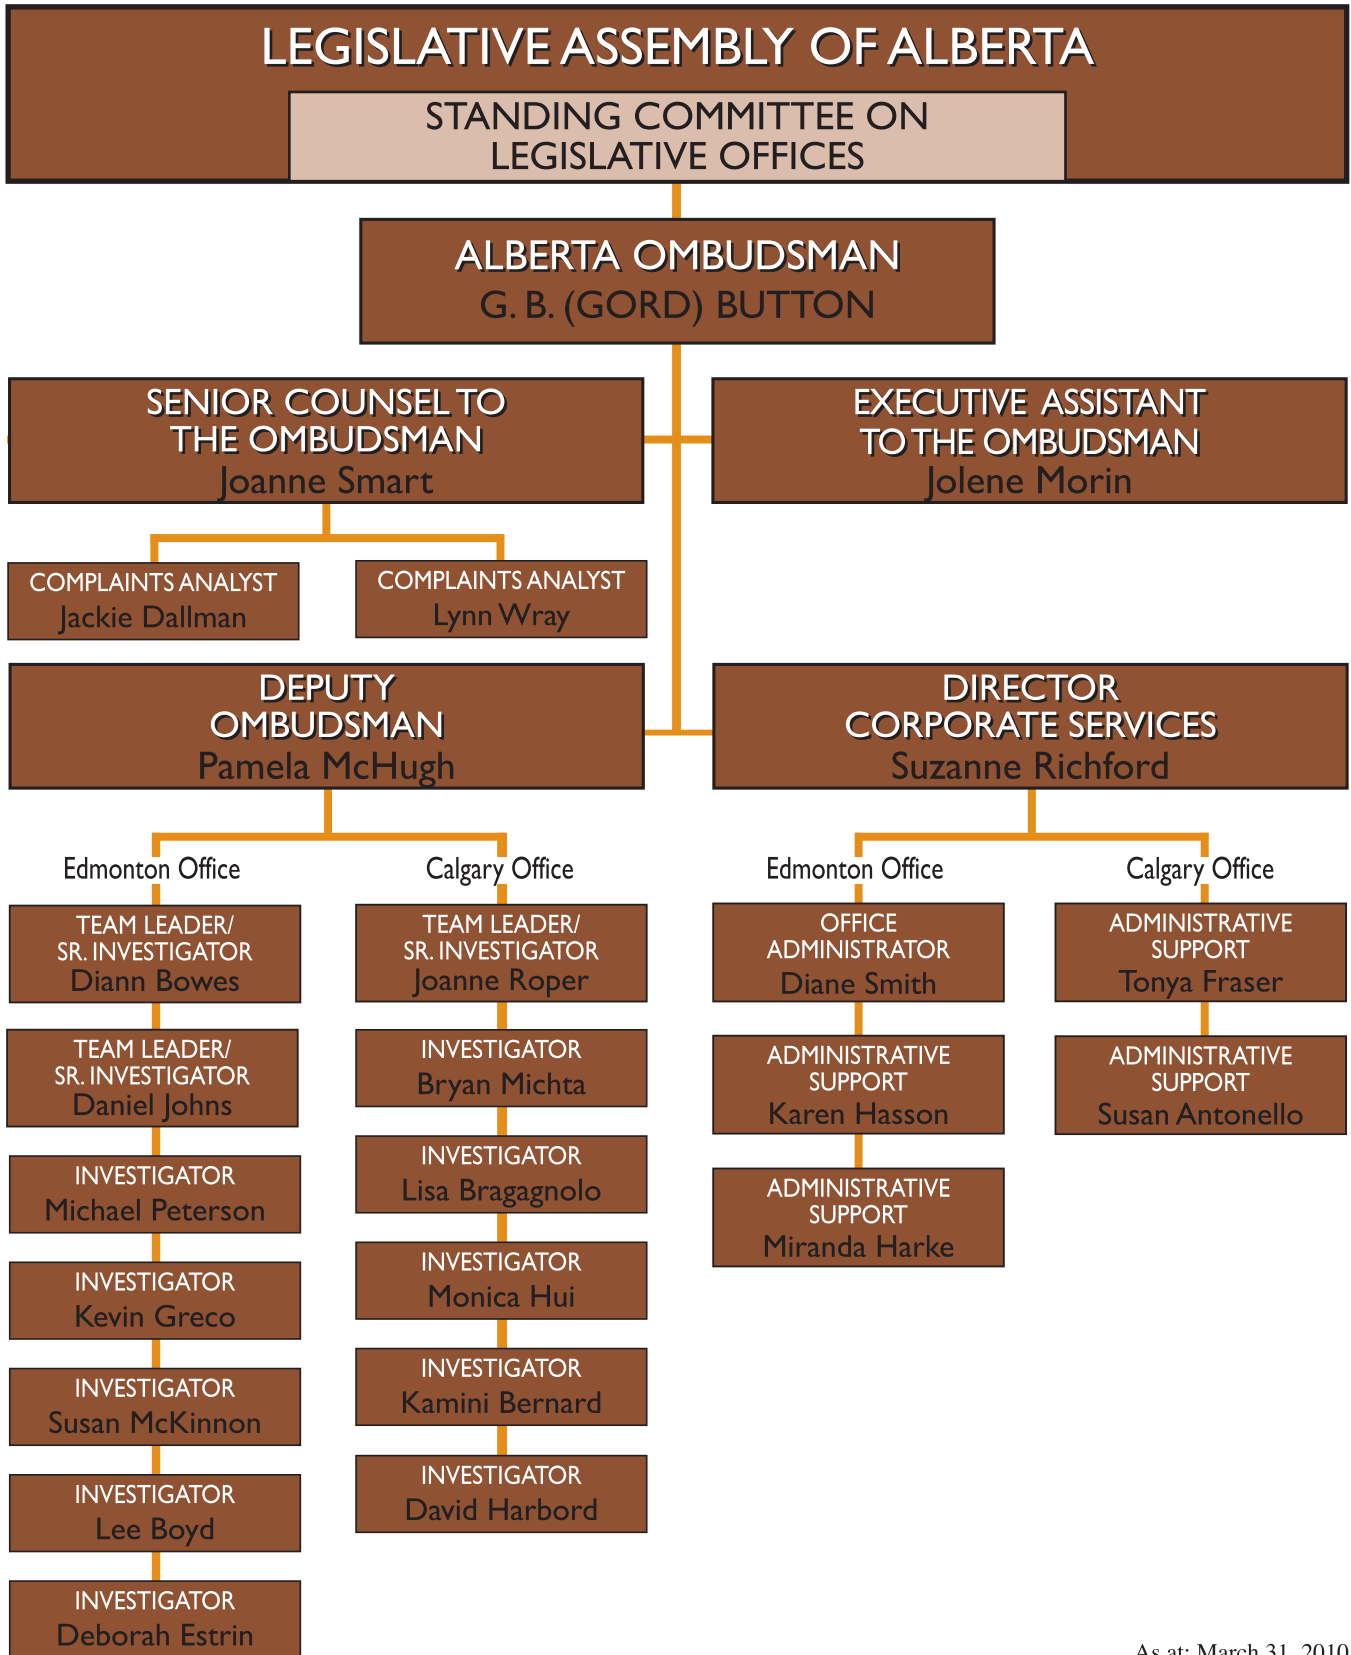 LEGISLATIVE ASSEMBLY OF ALBERTA
STANDING COMMITTEE ON
LEGISLATIVE OFFICES
ALBERTA OMBUDSMAN
G. B. (GORD) BUTTON
SENIOR COUNSEL TO
THE OMBUDSMAN
Joanne Smart
EXECUTIVE ASSISTANT
TO THE OMBUDSMAN
Jolene Morin
COMPLAINTS ANALYST
Jackie Dallman
COMPLAINTS ANALYST
Lynn Wray
DEPUTY
OMBUDSMAN
Pamela McHugh
DIRECTOR
CORPORATE SERVICES
Suzanne Richford
Edmonton Office
TEAM LEADER/
SR. INVESTIGATOR
Diann Bowes
TEAM LEADER/
SR. INVESTIGATOR
Daniel Johns
INVESTIGATOR
Michael Peterson
INVESTIGATOR
Kevin Greco
INVESTIGATOR
Susan McKinnon
INVESTIGATOR
Lee Boyd
INVESTIGATOR
Deborah Estrin
Calgary Office
TEAM LEADER/
SR. INVESTIGATOR
Joanne Roper
INVESTIGATOR
Bryan Michta
INVESTIGATOR
Lisa Bragagnolo
INVESTIGATOR
Monica Hui
INVESTIGATOR
Kamini Bernard
INVESTIGATOR
David Harbord
Edmonton Office
OFFICE
ADMINISTRATOR
Diane Smith
ADMINISTRATIVE
SUPPORT
Karen Hasson
ADMINISTRATIVE
SUPPORT
Miranda Harke
Calgary Office
ADMINISTRATIVE
SUPPORT
Tonya Fraser
ADMINISTRATIVE
SUPPORT
Susan Antonello
As at: March 31, 2010